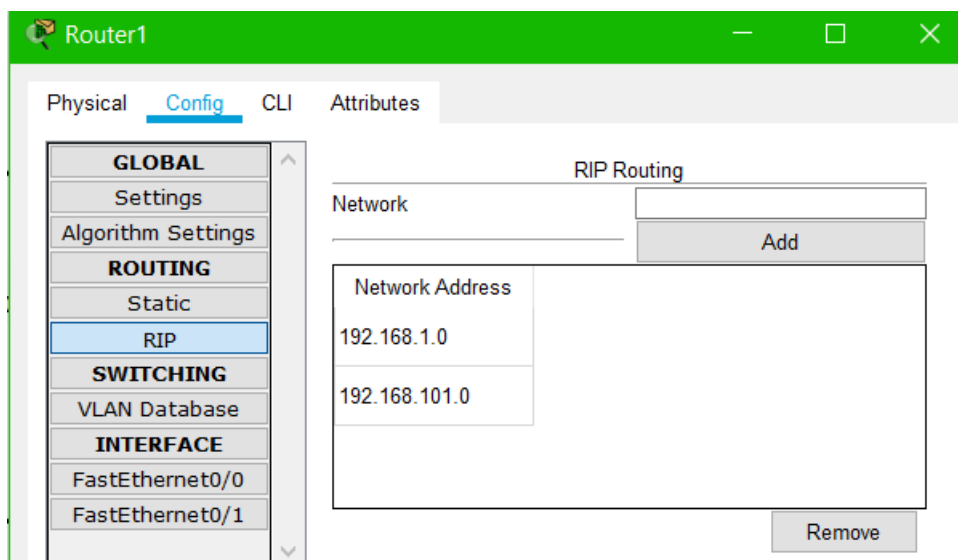 Router1
Physical Config CLI Attributes
GLOBAL
Settings
Algorithm Settings
ROUTING
Static
RIP
SWITCHING
VLAN Database
INTERFACE
FastEthernet0/0
FastEthernet0/1
RIP Routing
Network
Add
Network Address
192.168.1.0
192.168.101.0
Remove